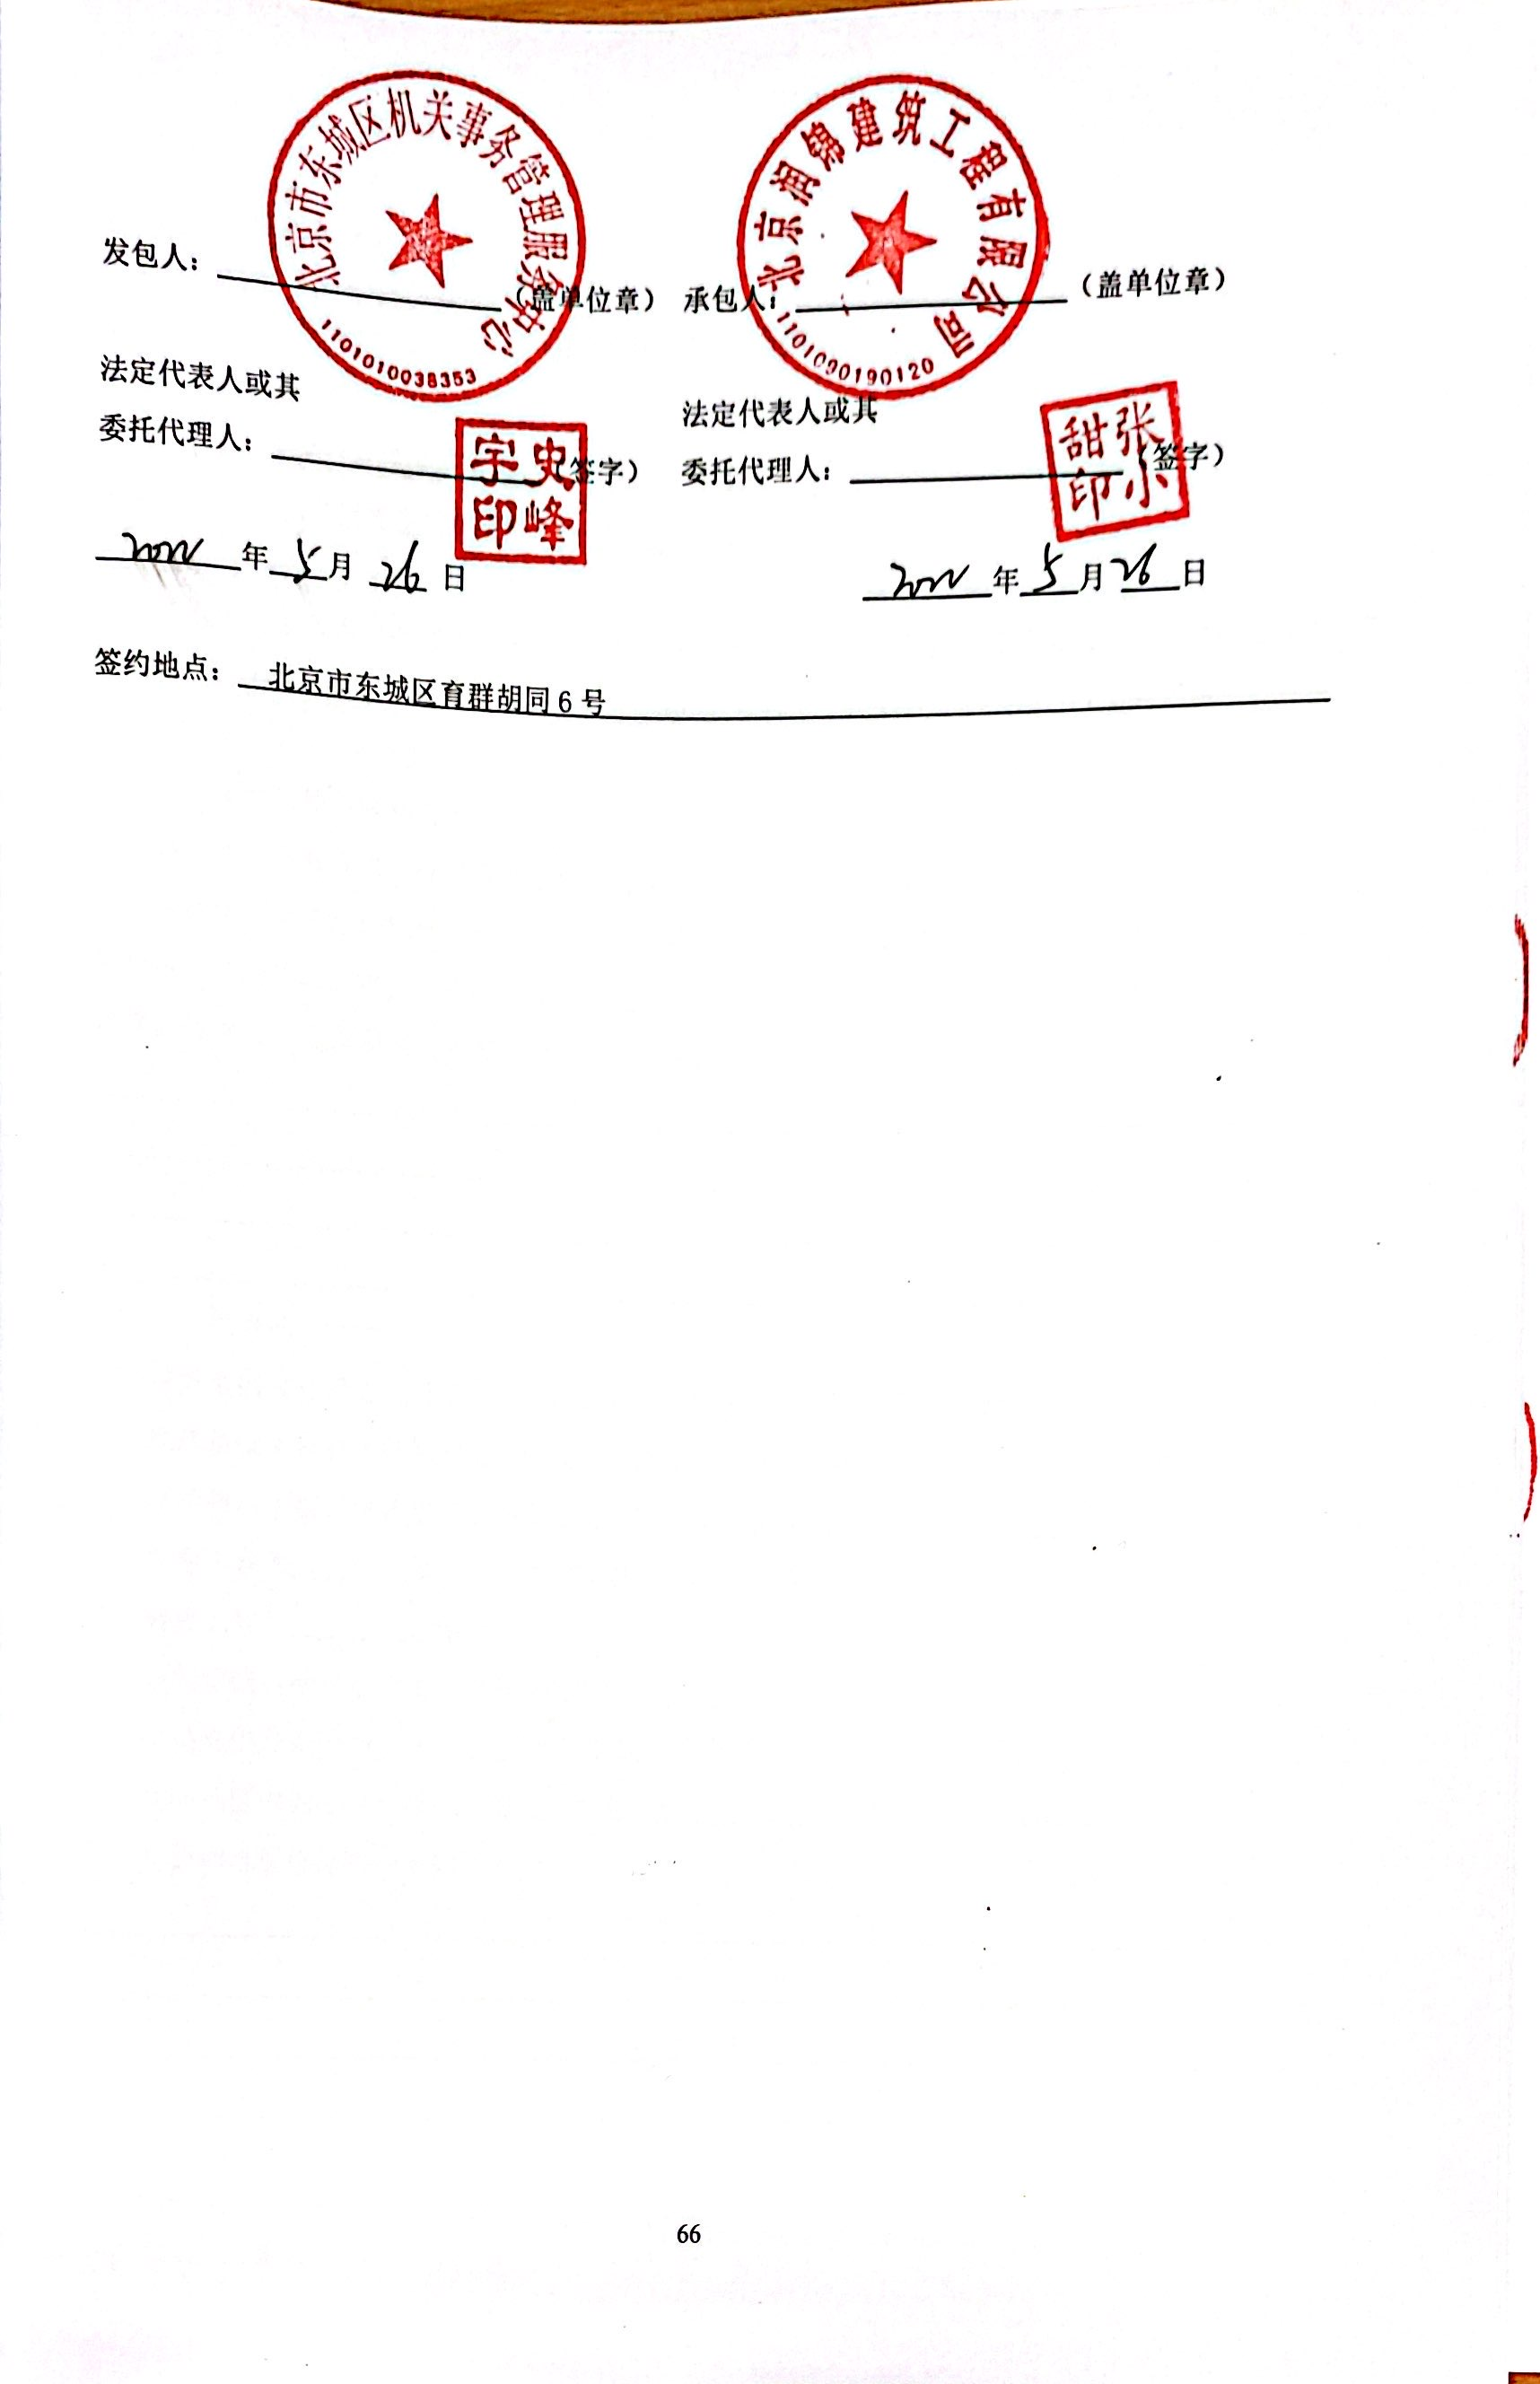 北京市东城区机关事务管理服务中心
1101010038353
北京润锦建筑工程有限公司
1101090190120
发包人：（盖单位章） 承包人：（盖单位章）
法定代表人或其 法定代表人或其
委托代理人：（签字） 委托代理人：（签字）
史峰宇印 张小甜印
2022年5月26日 2022年5月26日
签约地点：北京市东城区育群胡同6号
66